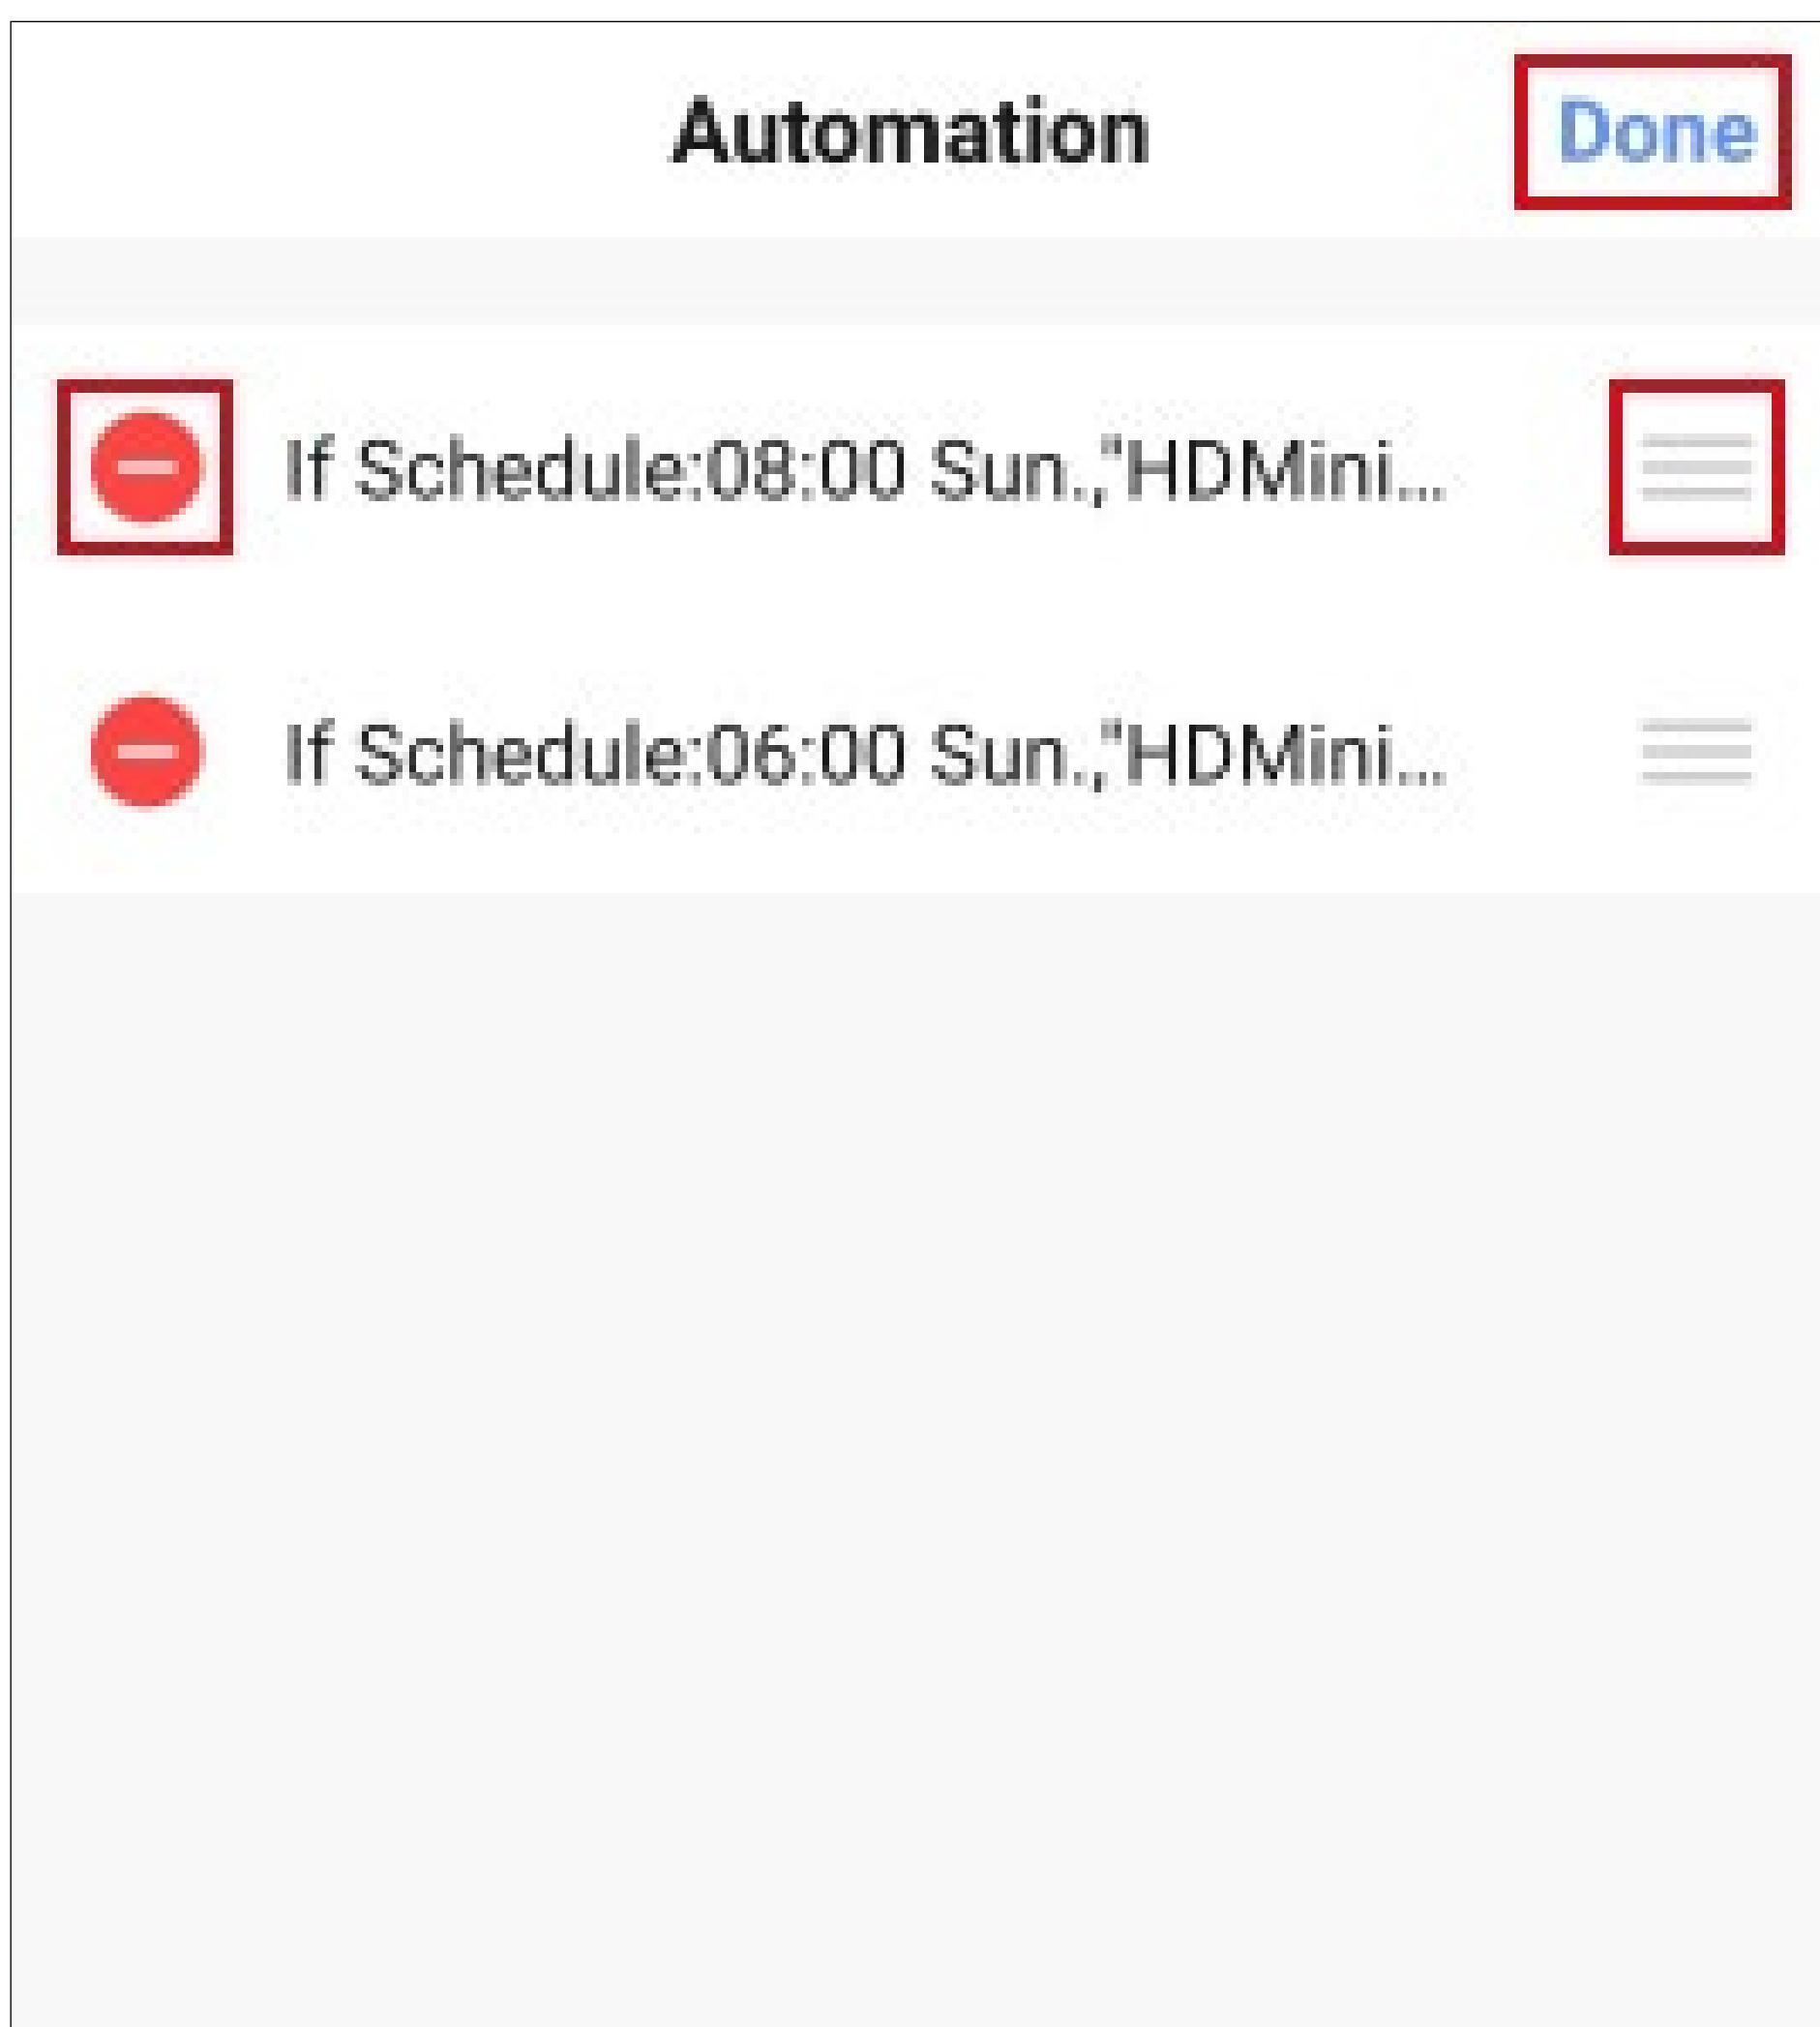 Automation
Done
If Schedule:08:00 Sun.,"HDMini...
If Schedule:06:00 Sun.,"HDMini...